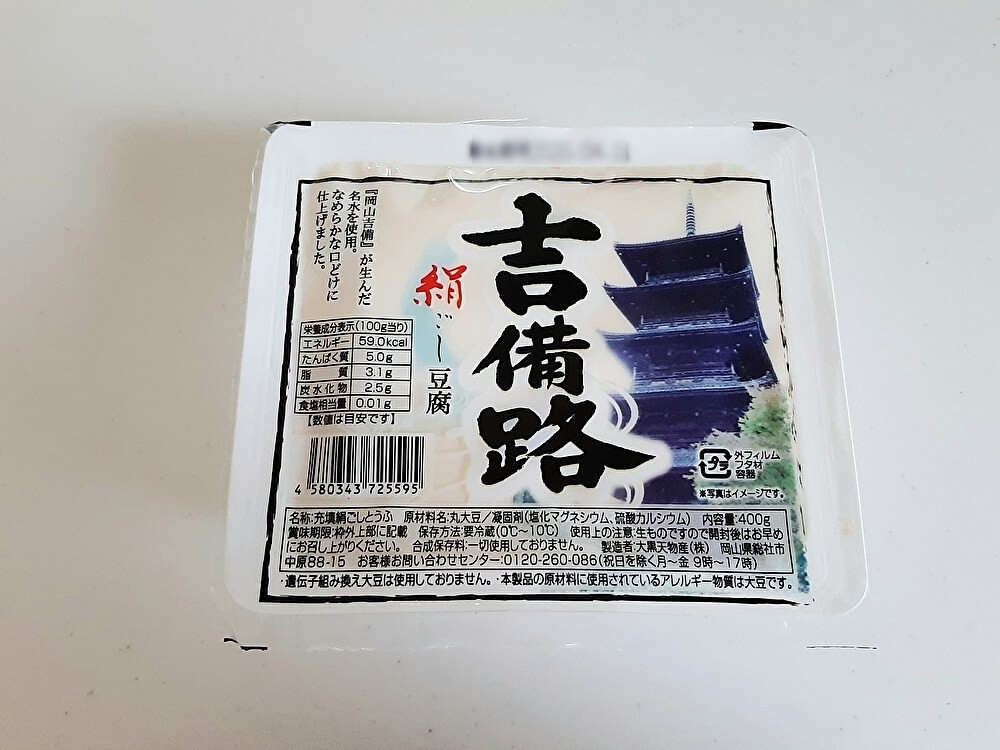 吉備路
絹ごし豆腐
『岡山吉備』が生んだ
名水を使用。
なめらかな口どけに
仕上げました。
栄養成分表示(100g当り)
エネルギー 59.0kcal
たんぱく質 5.0g
脂質 3.1g
炭水化物 2.5g
食塩相当量 0.01g
【数値は目安です】
4 580343 725595
プラ
外フィルム
フタ材
容器
※写真はイメージです。
名称:充填絹ごしとうふ 原材料名:丸大豆/凝固剤(塩化マグネシウム、硫酸カルシウム) 内容量:400g
賞味期限:枠外上部に記載 保存方法:要冷蔵(0℃〜10℃) 使用上の注意:生ものですので開封後はお早め
にお召し上がりください。 合成保存料:一切使用しておりません。 製造者:大黒天物産(株) 岡山県総社市
中原88-15 お客様お問い合わせセンター:0120-260-086(祝日を除く月〜金 9時〜17時)
・遺伝子組み換え大豆は使用しておりません。・本製品の原材料に使用されているアレルギー物質は大豆です。